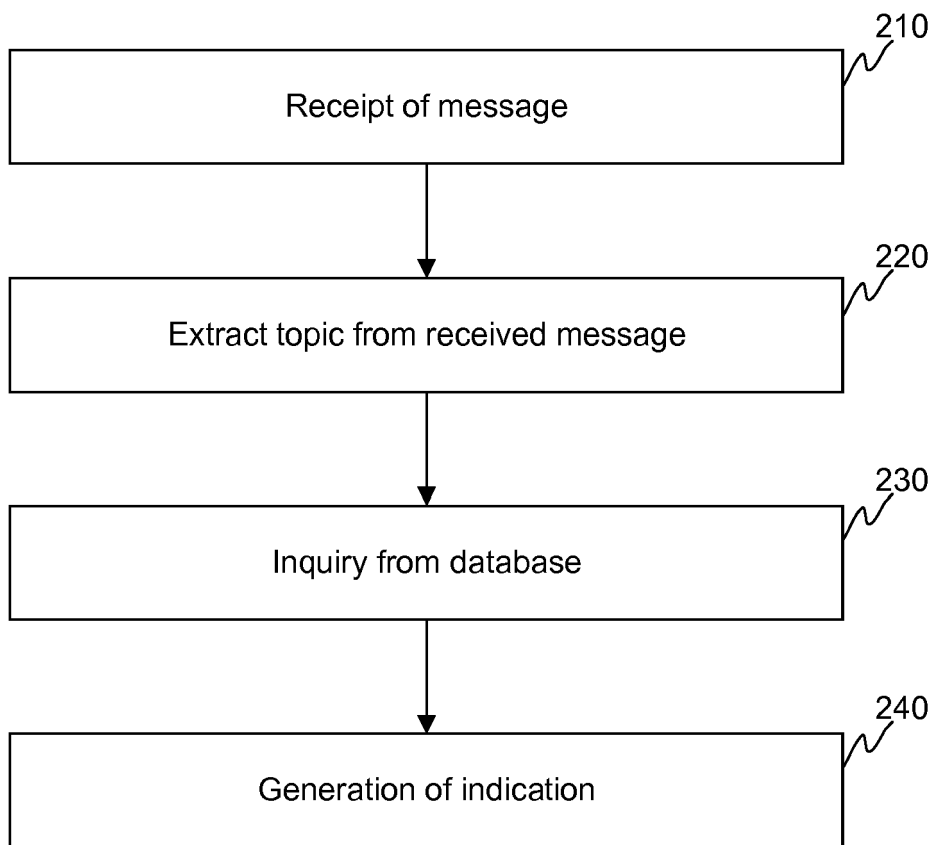 210
Receipt of message
220
Extract topic from received message
230
Inquiry from database
240
Generation of indication